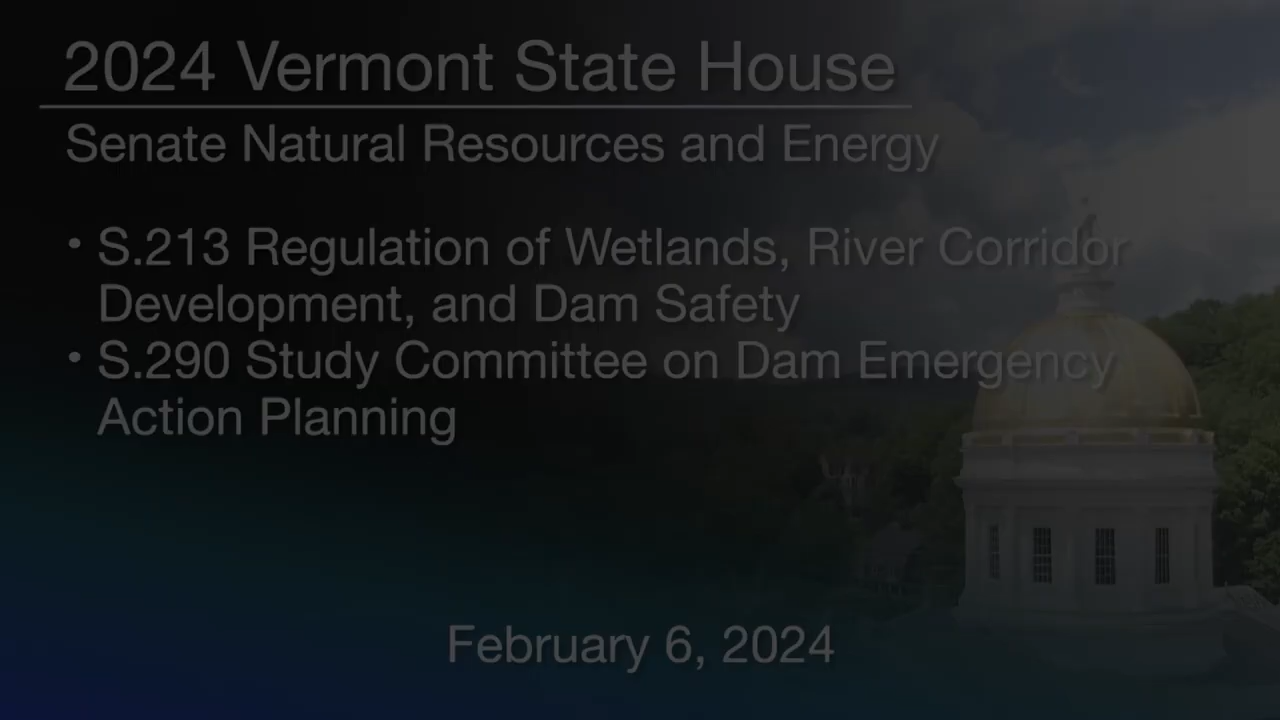 2024 Vermont State House
Senate Natural Resources and Energy
• S.213 Regulation of Wetlands, River Corridor
Development, and Dam Safety
• S.290 Study Committee on Dam Emergency
Action Planning
February 6, 2024